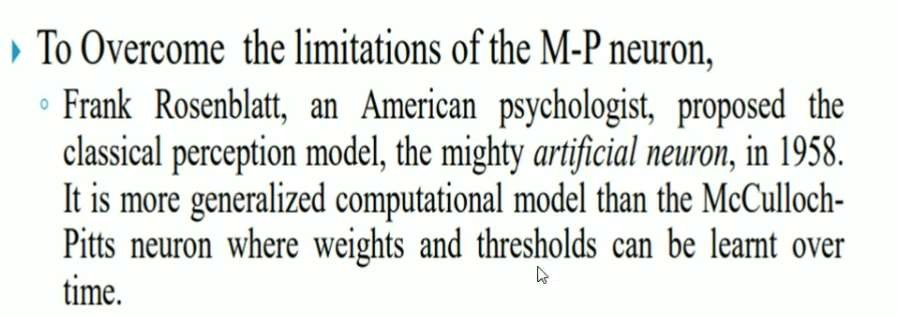 To Overcome the limitations of the M-P neuron,
Frank Rosenblatt, an American psychologist, proposed the
classical perception model, the mighty artificial neuron, in 1958.
It is more generalized computational model than the McCulloch-
Pitts neuron where weights and thresholds can be learnt over
time.